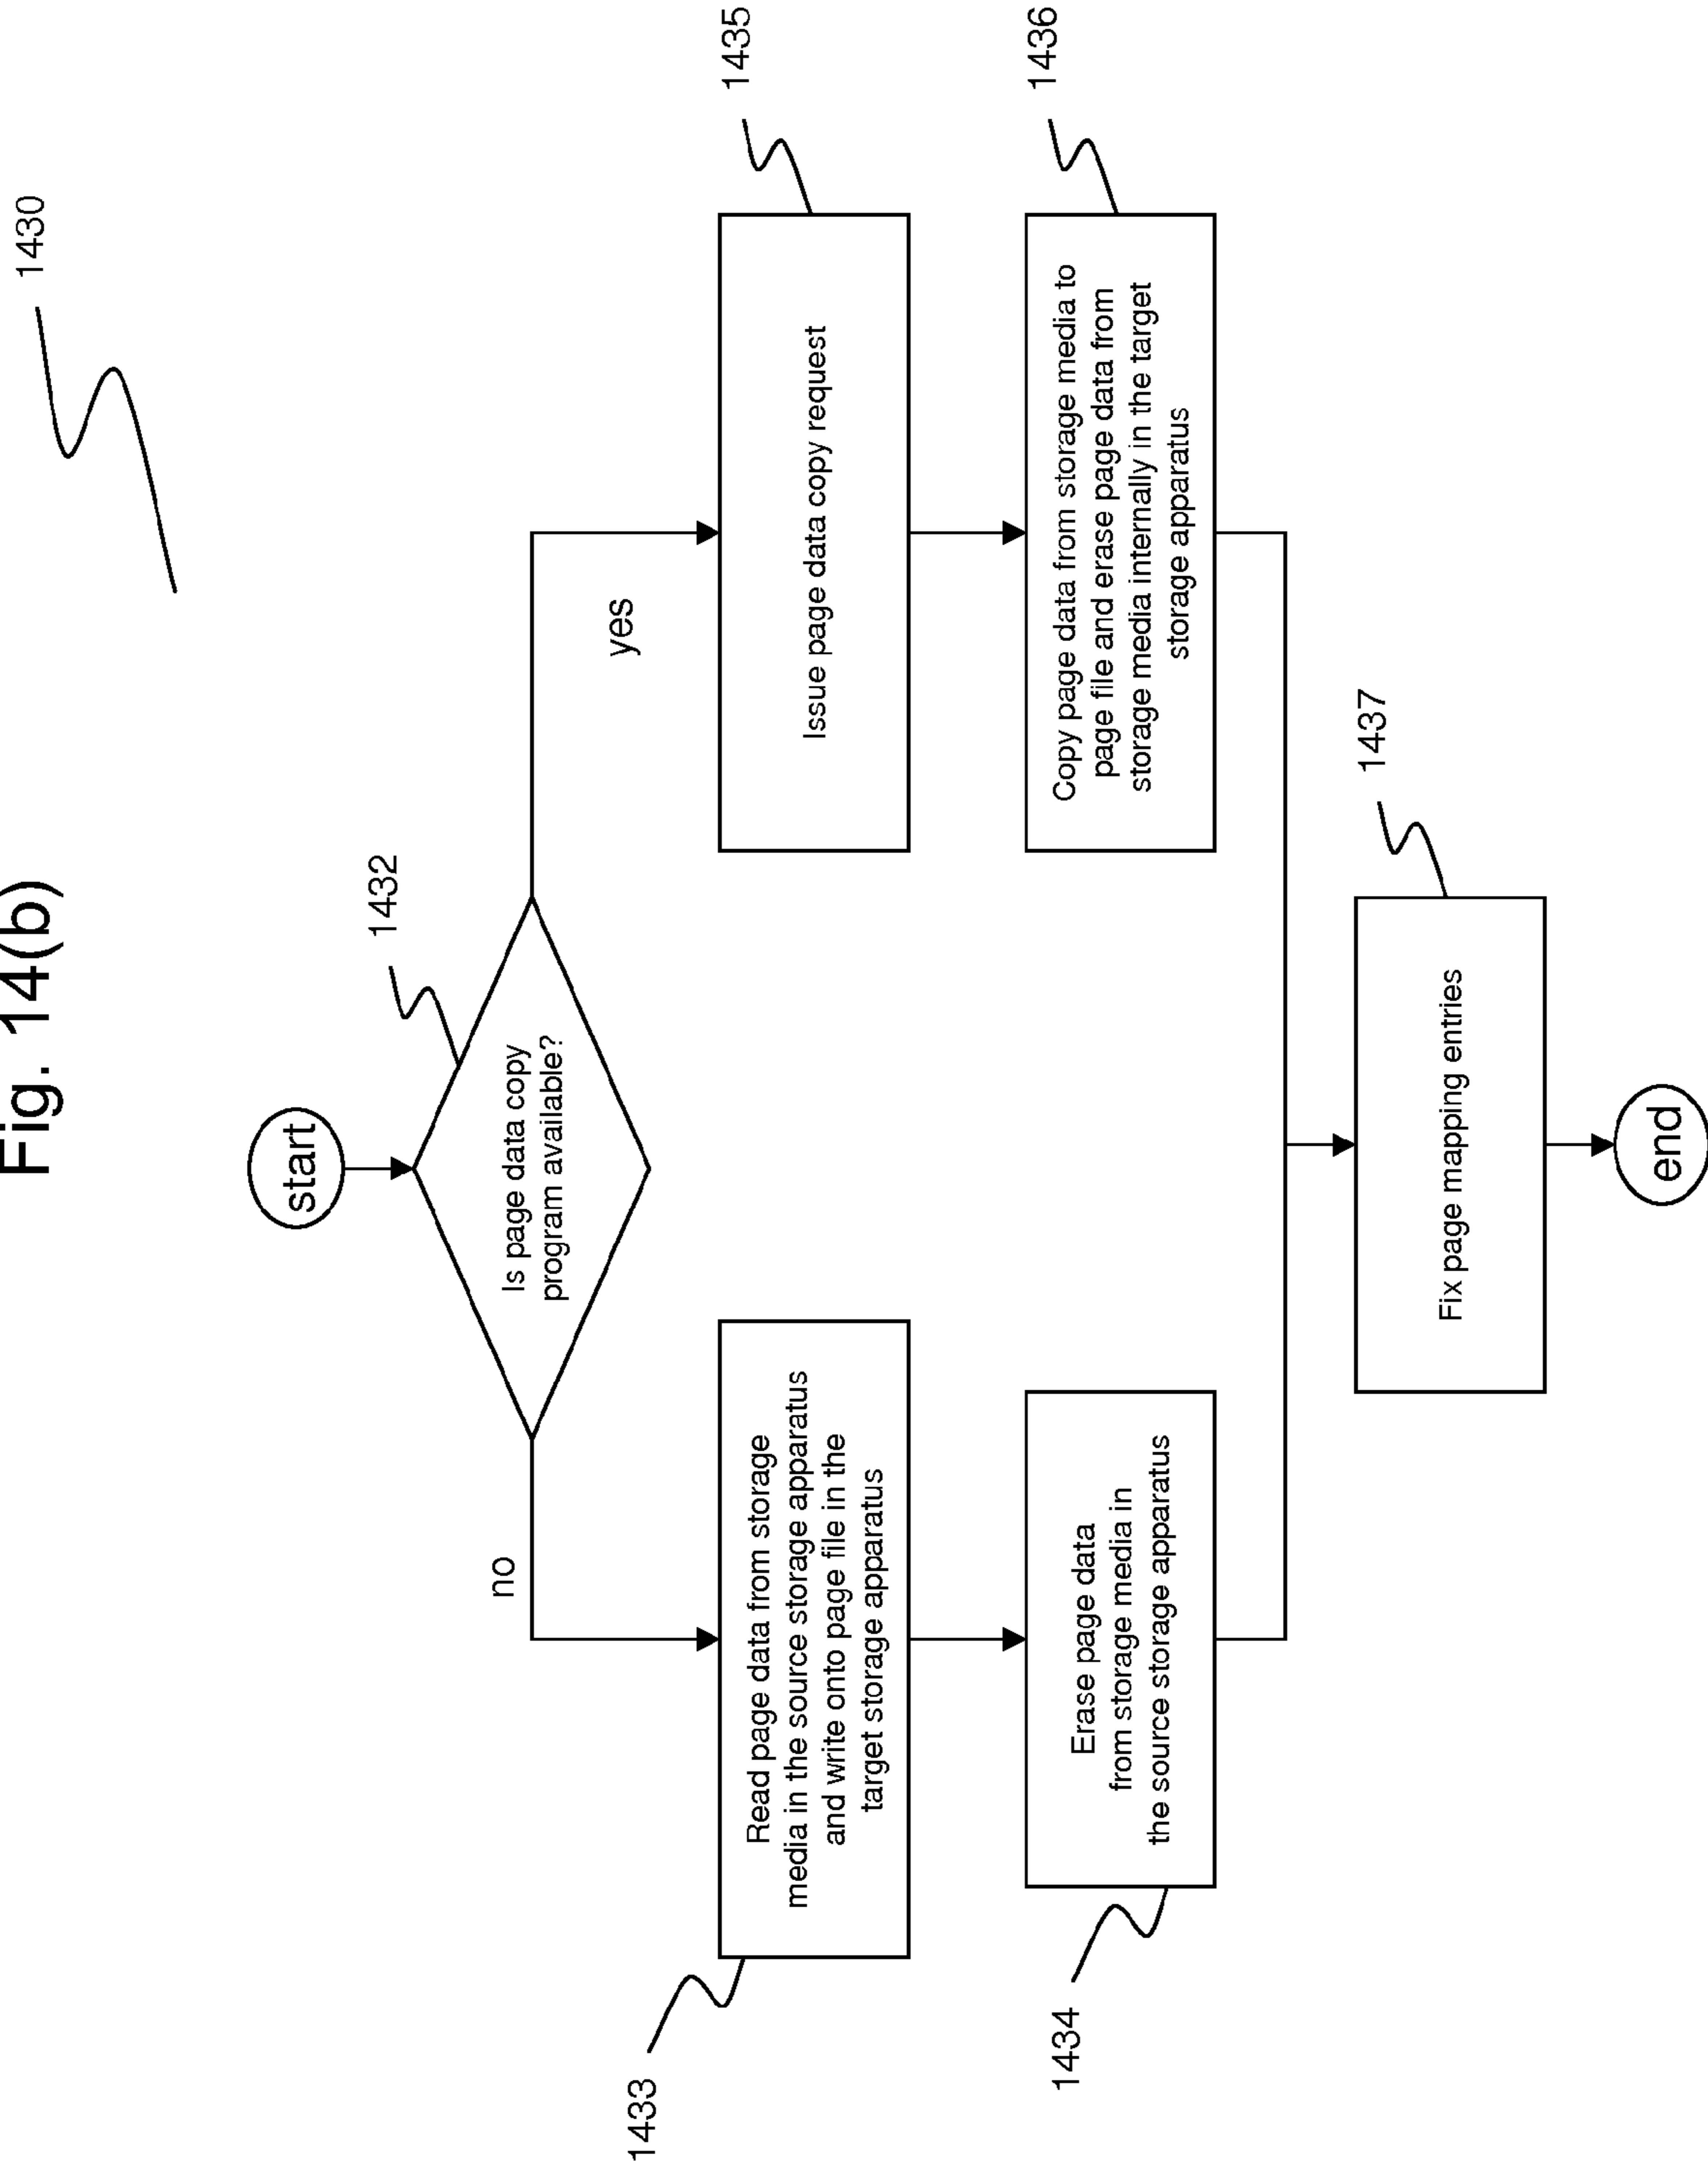 Fig. 14(b)
1430
start
1432
Is page data copy
program available?
no
yes
1433
Read page data from storage
media in the source storage apparatus
and write onto page file in the
target storage apparatus
Issue page data copy request
1435
1434
Erase page data
from storage media in
the source storage apparatus
Copy page data from storage media to
page file and erase page data from
storage media internally in the target
storage apparatus
1436
1437
Fix page mapping entries
end